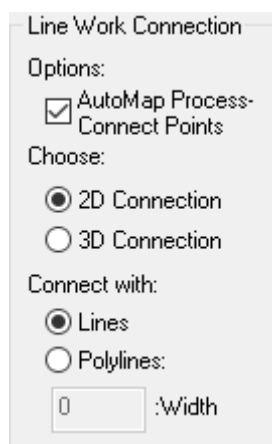 Line Work Connection
Options:
AutoMap Process-
Connect Points
Choose:
2D Connection
3D Connection
Connect with:
Lines
Polylines:
0 :Width